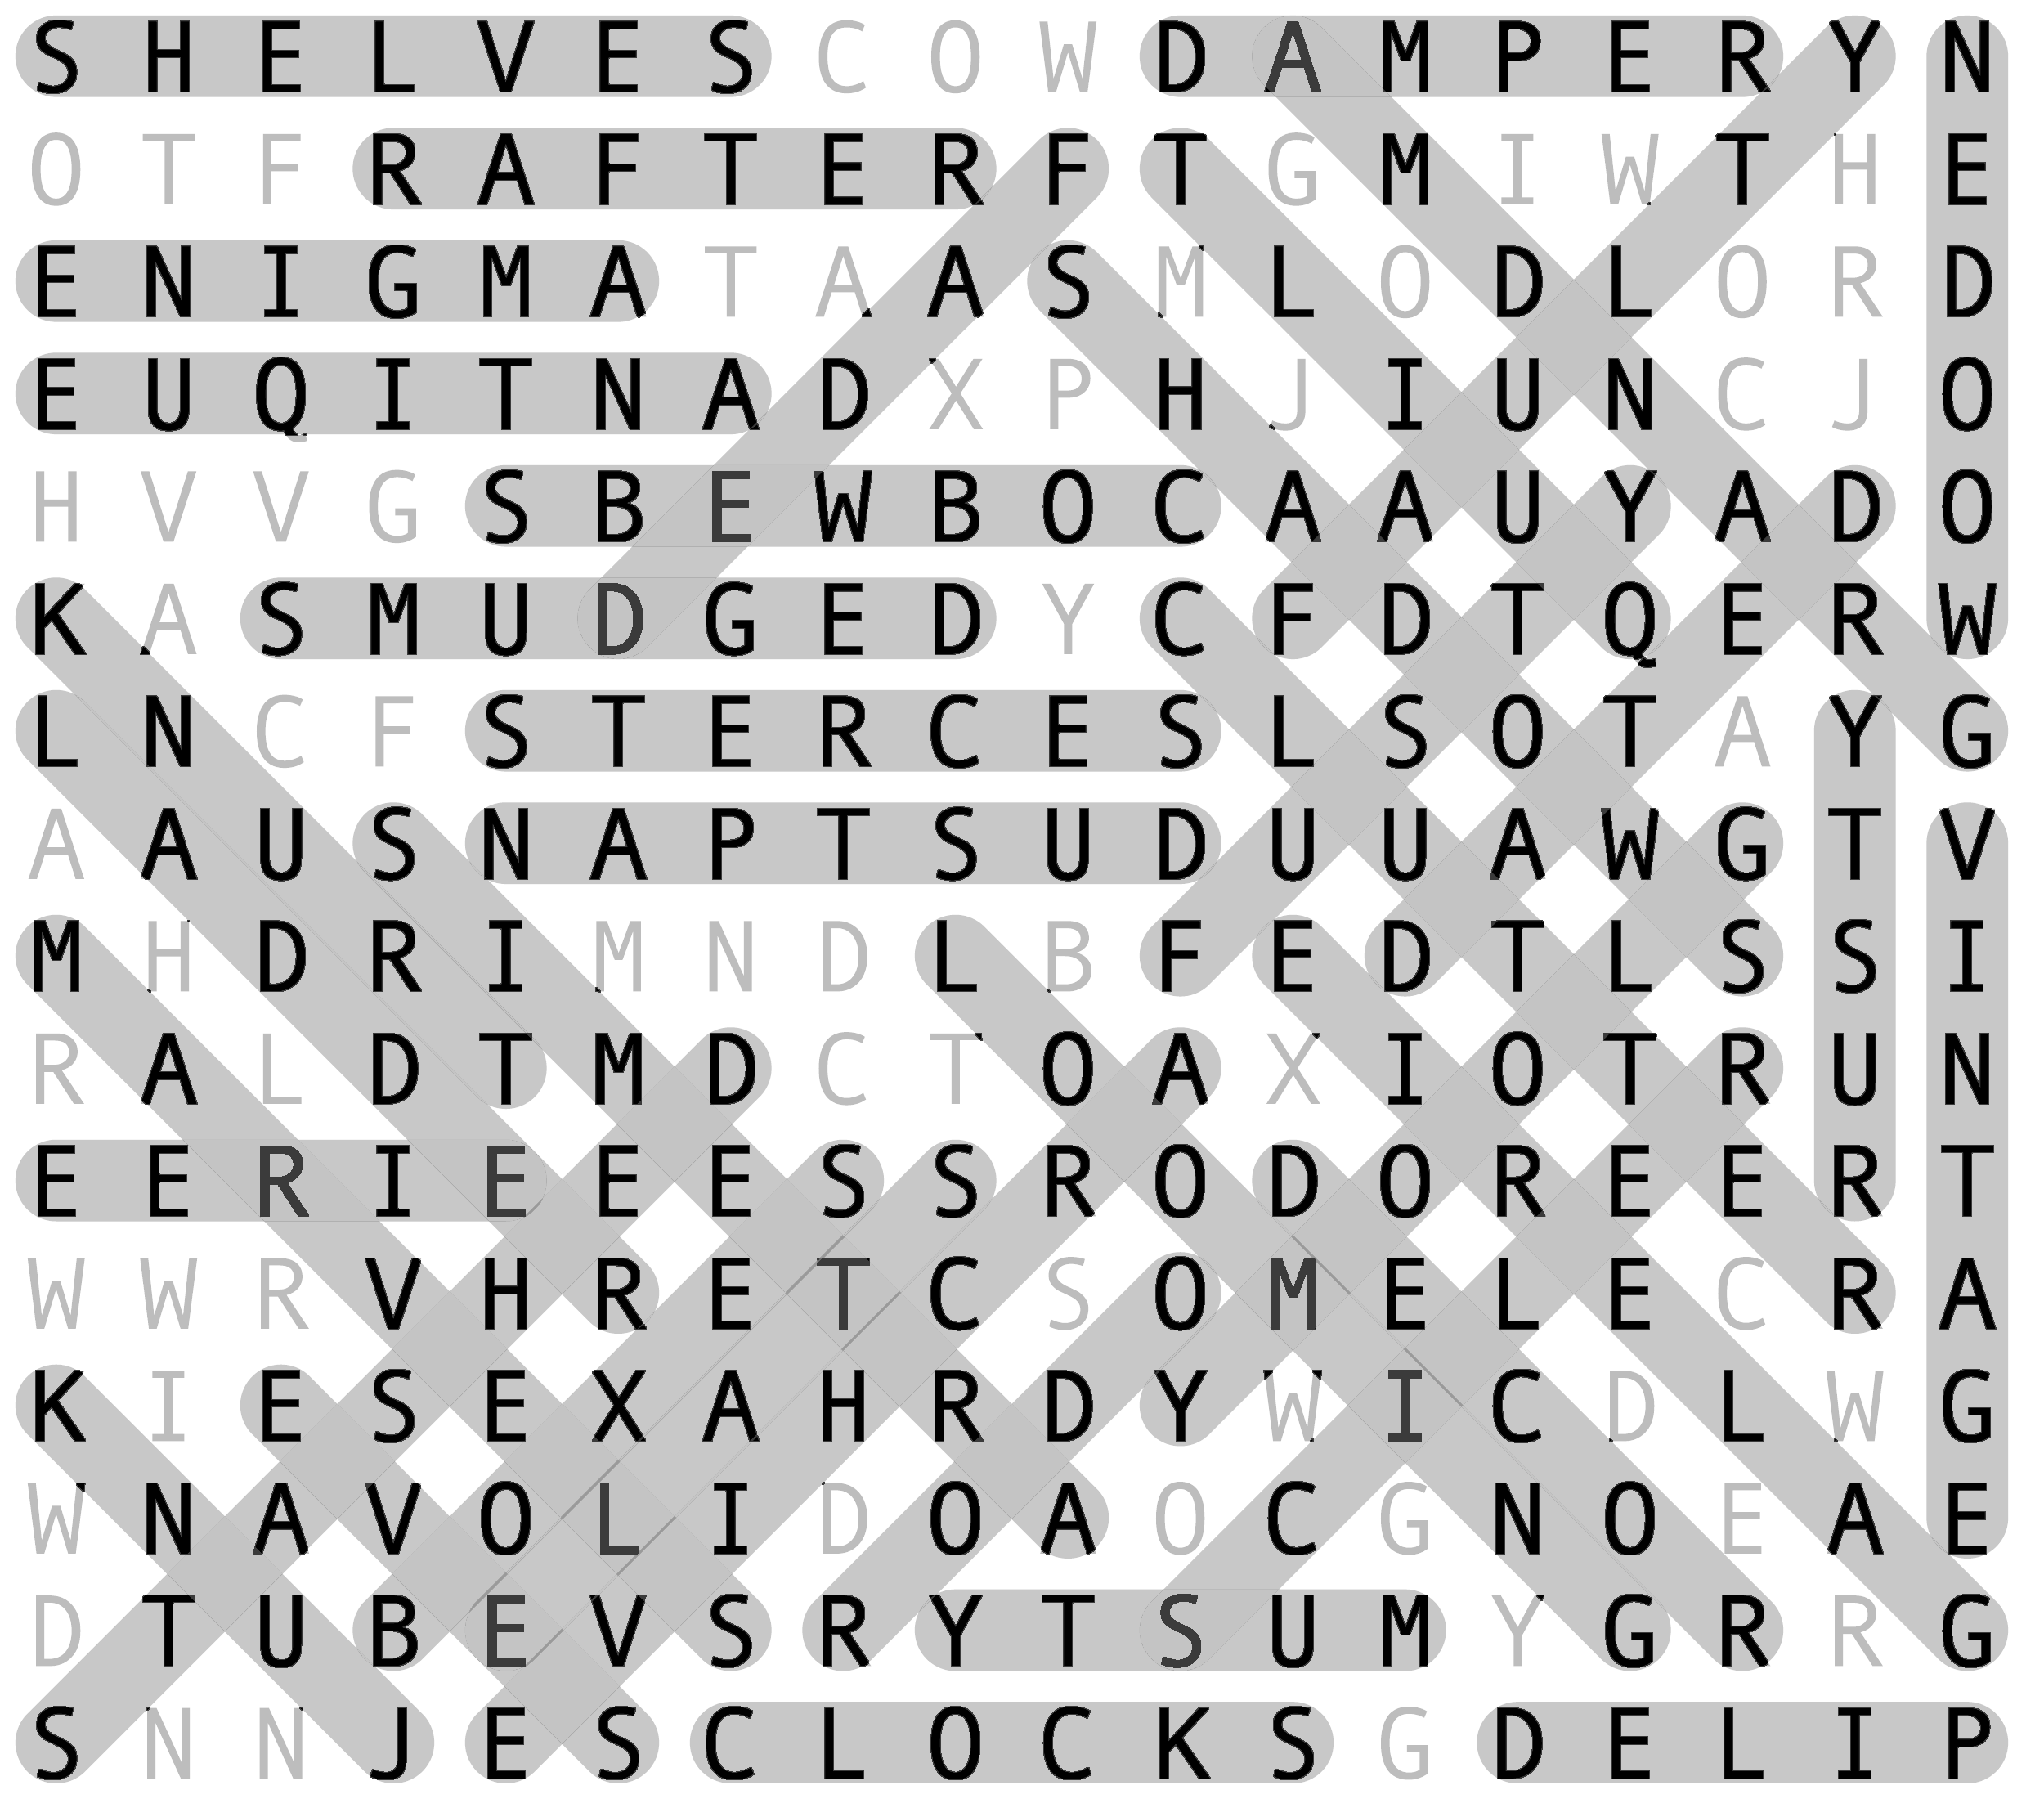 S H E L V E S C O W D A M P E R Y N
O T F R A F T E R F T G M I W T H E
E N I G M A T A A S M L O D L O R D
E U Q I T N A D X P H J I U N C J O
H V V G S B E W B O C A A U Y A D O
K A S M U D G E D Y C F D T Q E R W
L N C F S T E R C E S L S O T A Y G
A A U S N A P T S U D U U A W G T V
M H D R I M N D L B F E D T L S S I
R A L D T M D C T O A X I O T R U N
E E R I E E E S S R O D O R E E R T
W W R V H R E T C S O M E L E C R A
K I E S E X A H R D Y W I C D L W G
W N A V O L I D O A O C G N O E A E
D T U B E V S R Y T S U M Y G R R G
S N N J E S C L O C K S G D E L I P